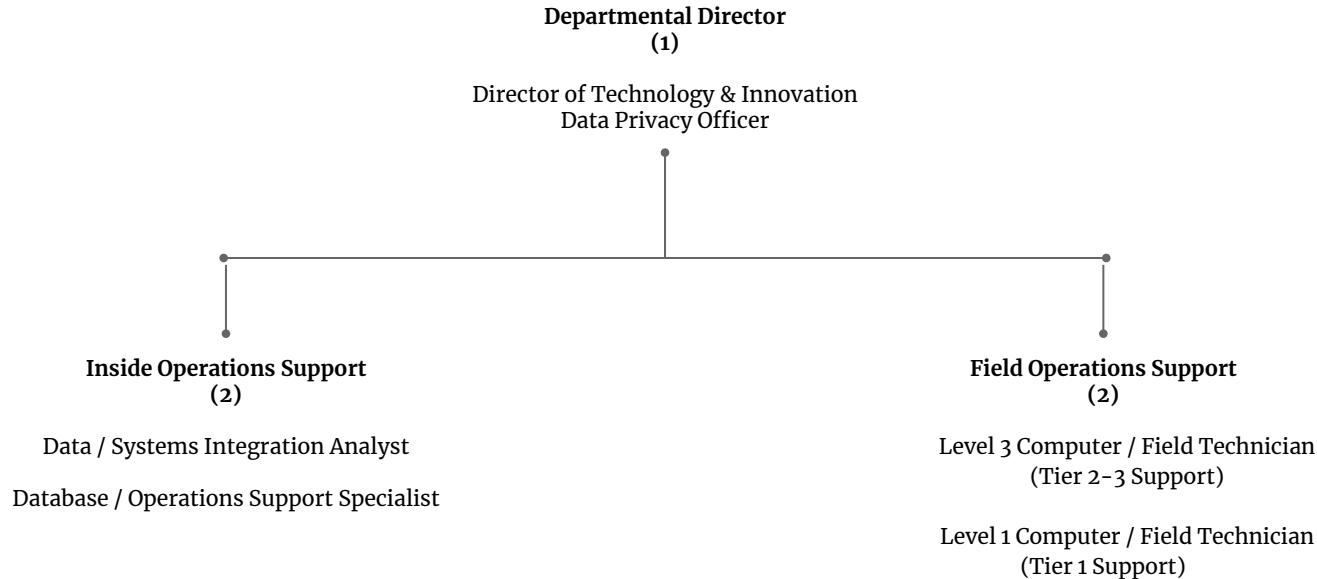 Departmental Director
(1)
Director of Technology & Innovation
Data Privacy Officer
Inside Operations Support
(2)
Data / Systems Integration Analyst
Database / Operations Support Specialist
Field Operations Support
(2)
Level 3 Computer / Field Technician
(Tier 2-3 Support)
Level 1 Computer / Field Technician
(Tier 1 Support)